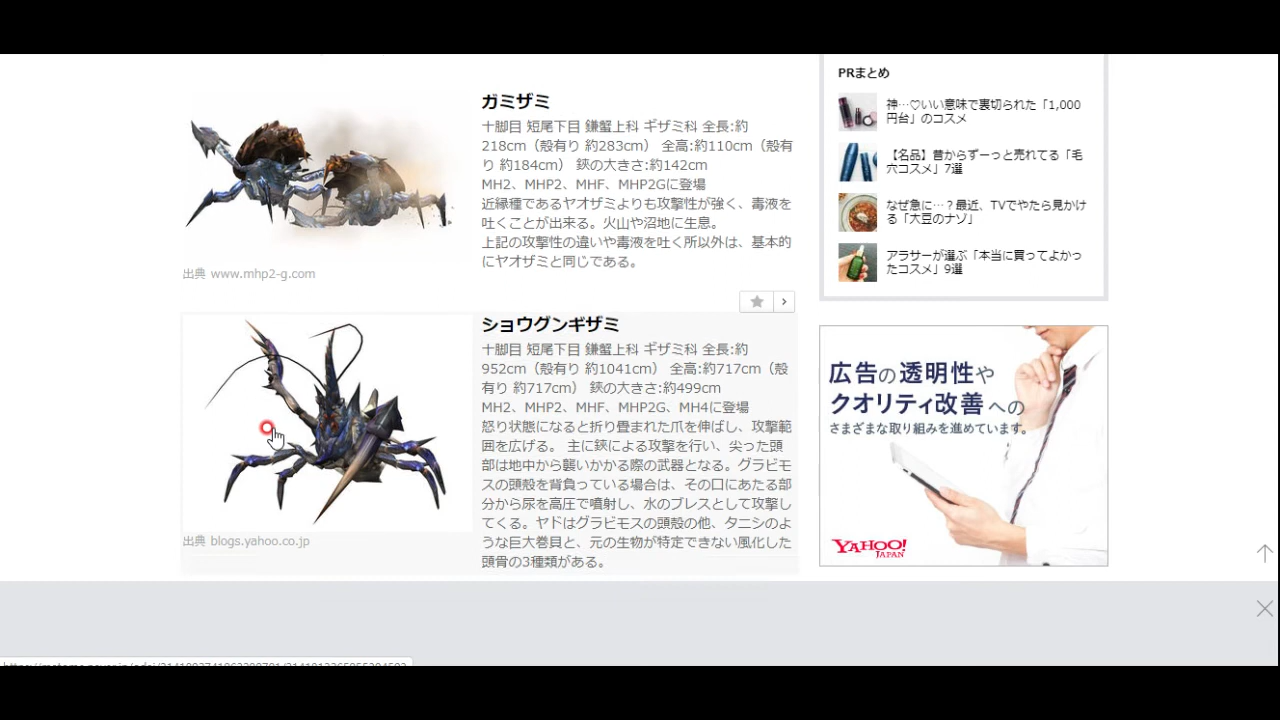 ガミザミ
十脚目 短尾下目 鎌蟹上科 ギザミ科 全長:約
218cm（殻有り 約283cm） 全高:約110cm（殻有
り 約184cm） 鋏の大きさ:約142cm
MH2、MHP2、MHF、MHP2Gに登場
近縁種であるヤオザミよりも攻撃性が強く、毒液を
吐くことが出来る。火山や沼地に生息。
上記の攻撃性の違いや毒液を吐く所以外は、基本的
にヤオザミと同じである。
出典 www.mhp2-g.com
ショウグンギザミ
十脚目 短尾下目 鎌蟹上科 ギザミ科 全長:約
952cm（殻有り 約1041cm） 全高:約717cm（殻
有り 約717cm） 鋏の大きさ:約499cm
MH2、MHP2、MHF、MHP2G、MH4に登場
怒り状態になると折り畳まれた爪を伸ばし、攻撃範
囲を広げる。 主に鋏による攻撃を行い、尖った頭
部は地中から襲いかかる際の武器となる。グラビモ
スの頭殻を背負っている場合は、その口にあたる部
分から尿を高圧で噴射し、水のブレスとして攻撃し
てくる。ヤドはグラビモスの頭殻の他、タニシのよ
うな巨大巻貝と、元の生物が特定できない風化した
頭骨の3種類がある。
出典 blogs.yahoo.co.jp
PRまとめ
神…♡いい意味で裏切られた「1,000
円台」のコスメ
【名品】昔からずーっと売れてる「毛
穴コスメ」7選
なぜ急に…？最近、TVでやたら見かけ
る「大豆のナゾ」
アラサーが選ぶ「本当に買ってよかっ
たコスメ」9選
広告の透明性や
クオリティ改善への
さまざまな取り組みを進めています。
YAHOO!
JAPAN